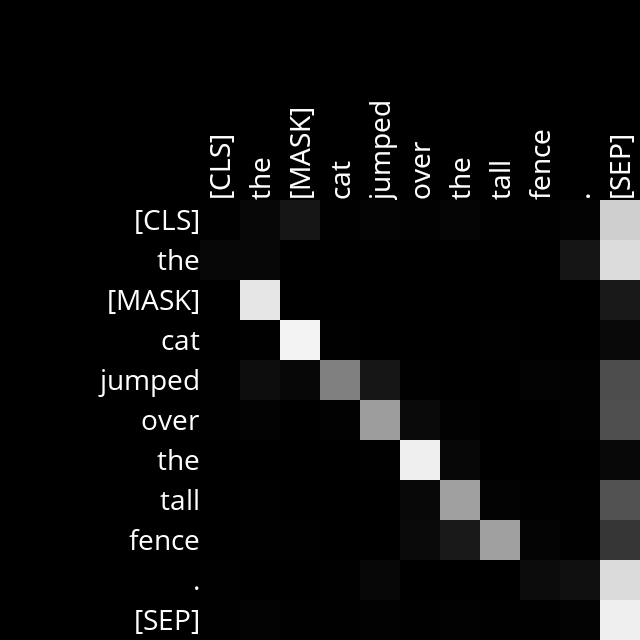 [CLS]
the
[MASK]
cat
jumped
over
the
tall
fence
.
[SEP]
[CLS]
the
[MASK]
cat
jumped
over
the
tall
fence
.
[SEP]